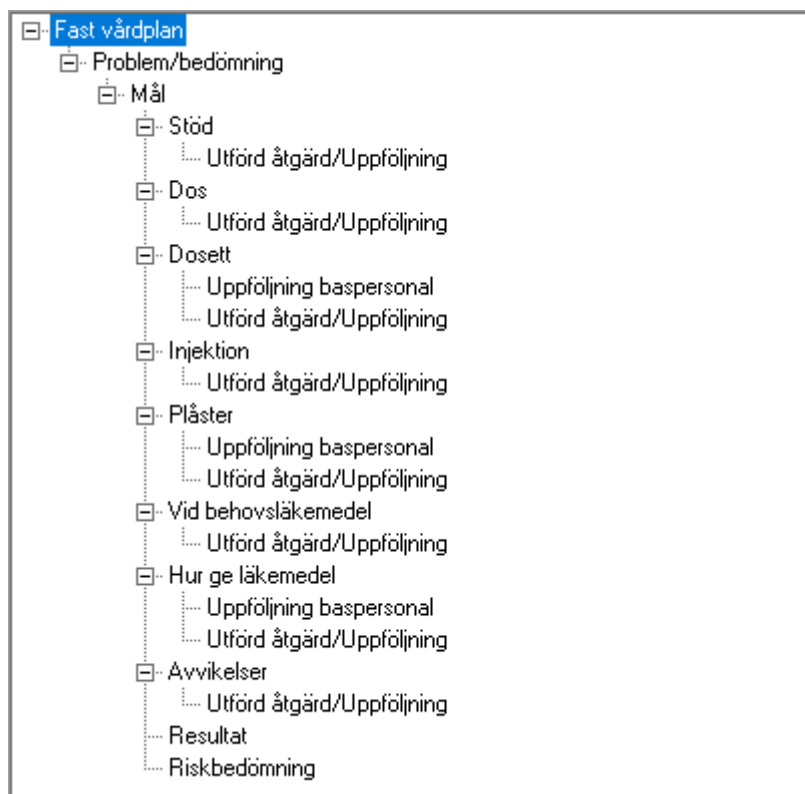 Fast vårdplan
Problem/bedömning
Mål
Stöd
Utförd åtgärd/Uppföljning
Dos
Utförd åtgärd/Uppföljning
Dosett
Uppföljning baspersonal
Utförd åtgärd/Uppföljning
Injektion
Utförd åtgärd/Uppföljning
Plåster
Uppföljning baspersonal
Utförd åtgärd/Uppföljning
Vid behovsläkemedel
Utförd åtgärd/Uppföljning
Hur ge läkemedel
Uppföljning baspersonal
Utförd åtgärd/Uppföljning
Avvikelser
Utförd åtgärd/Uppföljning
Resultat
Riskbedömning